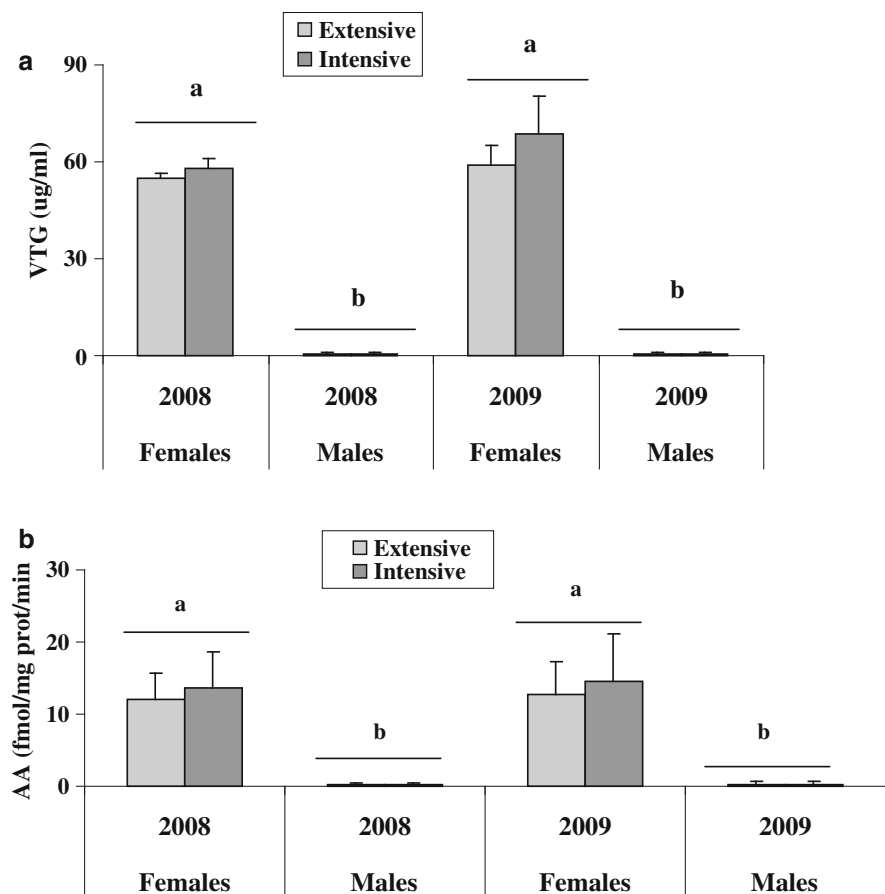 Extensive
Intensive
a
a
a
90
60
30
0
VTG (ug/ml)
b
b
2008
2008
2009
2009
Females
Males
Females
Males
b
Extensive
Intensive
30
20
10
0
AA (fmol/mg prot/min
a
a
b
b
2008
2008
2009
2009
Females
Males
Females
Males